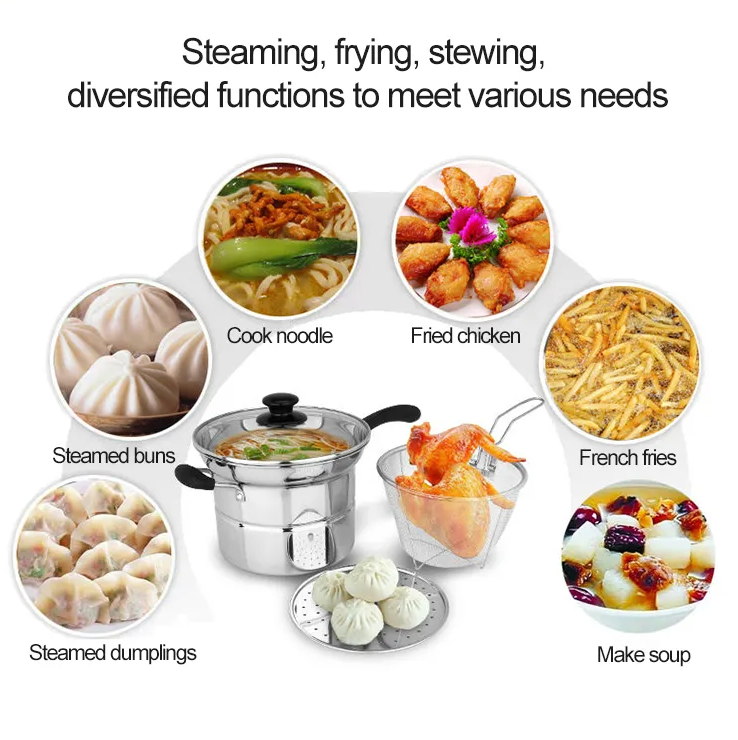 Steaming, frying, stewing,
diversified functions to meet various needs
Cook noodle
Fried chicken
Steamed buns
French fries
Steamed dumplings
Make soup